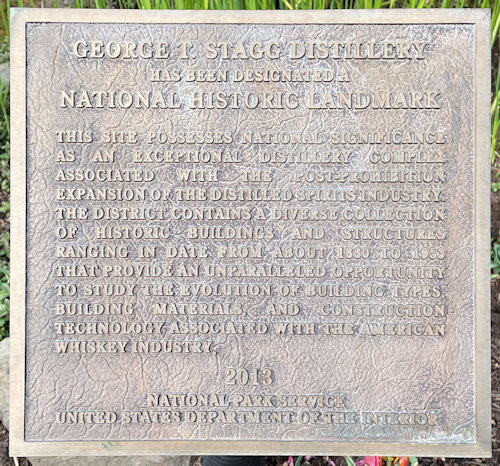 GEORGE T. STAGG DISTILLERY
HAS BEEN DESIGNATED A
NATIONAL HISTORIC LANDMARK
THIS SITE POSSESSES NATIONAL SIGNIFICANCE
AS AN EXCEPTIONAL DISTILLERY COMPLEX
ASSOCIATED WITH THE POST-PROHIBITION
EXPANSION OF THE DISTILLED SPIRITS INDUSTRY.
THE DISTRICT CONTAINS A DIVERSE COLLECTION
OF HISTORIC BUILDINGS AND STRUCTURES
RANGING IN DATE FROM ABOUT 1880 TO 1953
THAT PROVIDE AN UNPARALLELED OPPORTUNITY
TO STUDY THE EVOLUTION OF BUILDING TYPES,
BUILDING MATERIALS, AND CONSTRUCTION
TECHNOLOGY ASSOCIATED WITH THE AMERICAN
WHISKEY INDUSTRY.
2013
NATIONAL PARK SERVICE
UNITED STATES DEPARTMENT OF THE INTERIOR